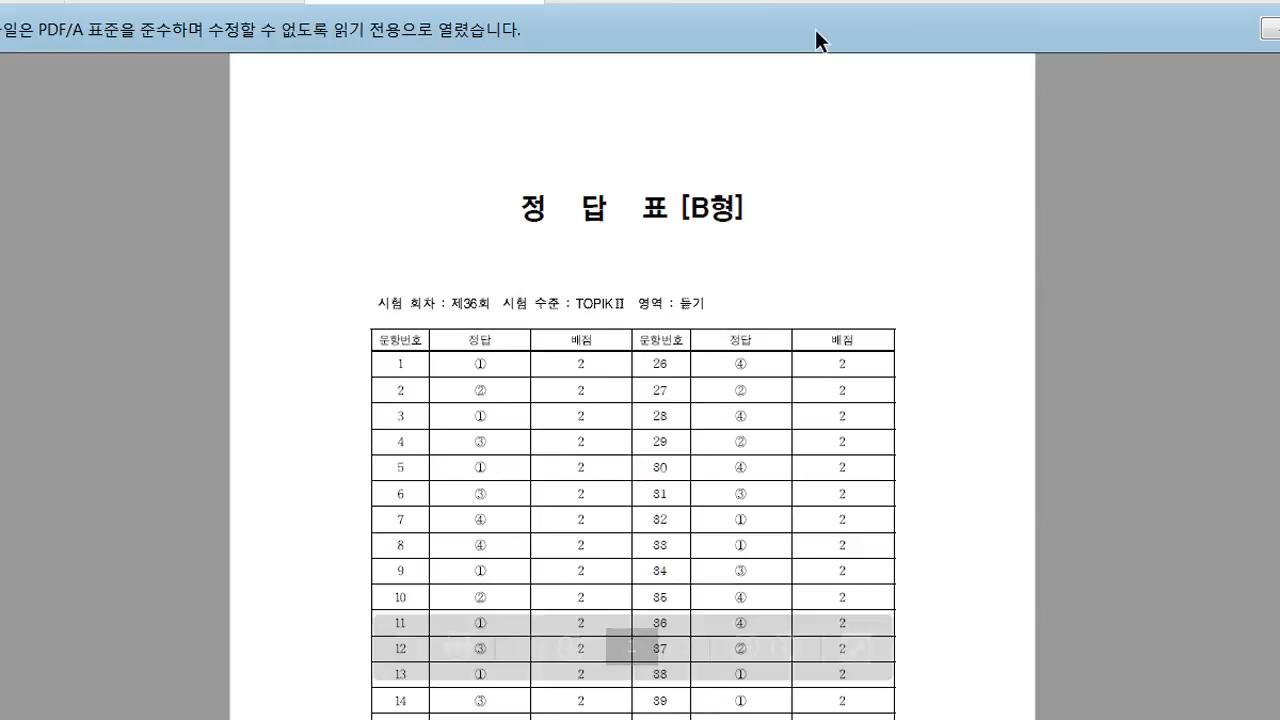 일은 PDF/A 표준을 준수하며 수정할 수 없도록 읽기 전용으로 열렸습니다.
정 답 표 [B형]
시험 회차 : 제36회 시험 수준 : TOPIKⅡ 영역 : 듣기
문항번호 정답 배점 문항번호 정답 배점
1 ① 2 26 ④ 2
2 ② 2 27 ② 2
3 ① 2 28 ④ 2
4 ③ 2 29 ② 2
5 ① 2 30 ④ 2
6 ③ 2 31 ③ 2
7 ④ 2 32 ① 2
8 ④ 2 33 ① 2
9 ① 2 34 ③ 2
10 ② 2 35 ④ 2
11 ① 2 36 ④ 2
12 ③ 2 37 ② 2
13 ① 2 38 ① 2
14 ③ 2 39 ① 2